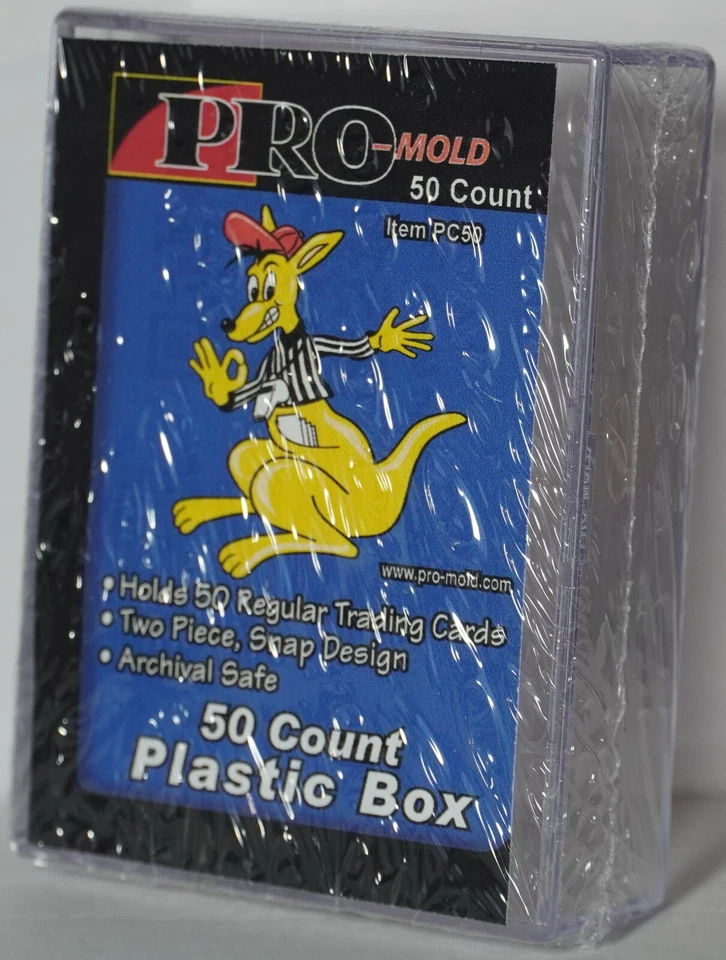 PRO-MOLD
50 Count
Item PC50
www.pro-mold.com
• Holds 50 Regular Trading Cards
• Two Piece, Snap Design
• Archival Safe
50 Count
Plastic Box